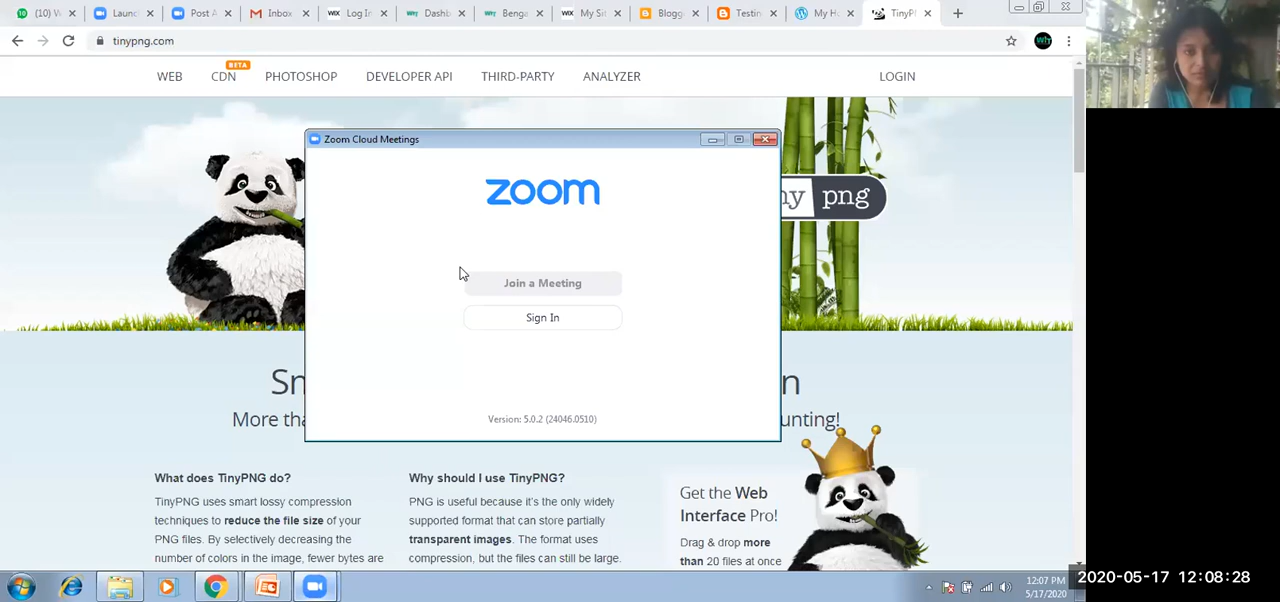 (10) W
Launc
Post A
Inbox
WIX Log In
Dashb
Benga
WIX My Sit
Blogg
Testin
My H
TinyP
tinypng.com
WEB CDN BETA PHOTOSHOP DEVELOPER API THIRD-PARTY ANALYZER LOGIN
Zoom Cloud Meetings
zoom
ny png
Join a Meeting
Sign In
Version: 5.0.2 (24046.0510)
Sm n
More tha unting!
What does TinyPNG do?
TinyPNG uses smart lossy compression
techniques to reduce the file size of your
PNG files. By selectively decreasing the
number of colors in the image, fewer bytes are
Why should I use TinyPNG?
PNG is useful because it's the only widely
supported format that can store partially
transparent images. The format uses
compression, but the files can still be large.
Get the Web
Interface Pro!
Drag & drop more
than 20 files at once
12:07 PM
5/17/2020
2020-05-17 12:08:28